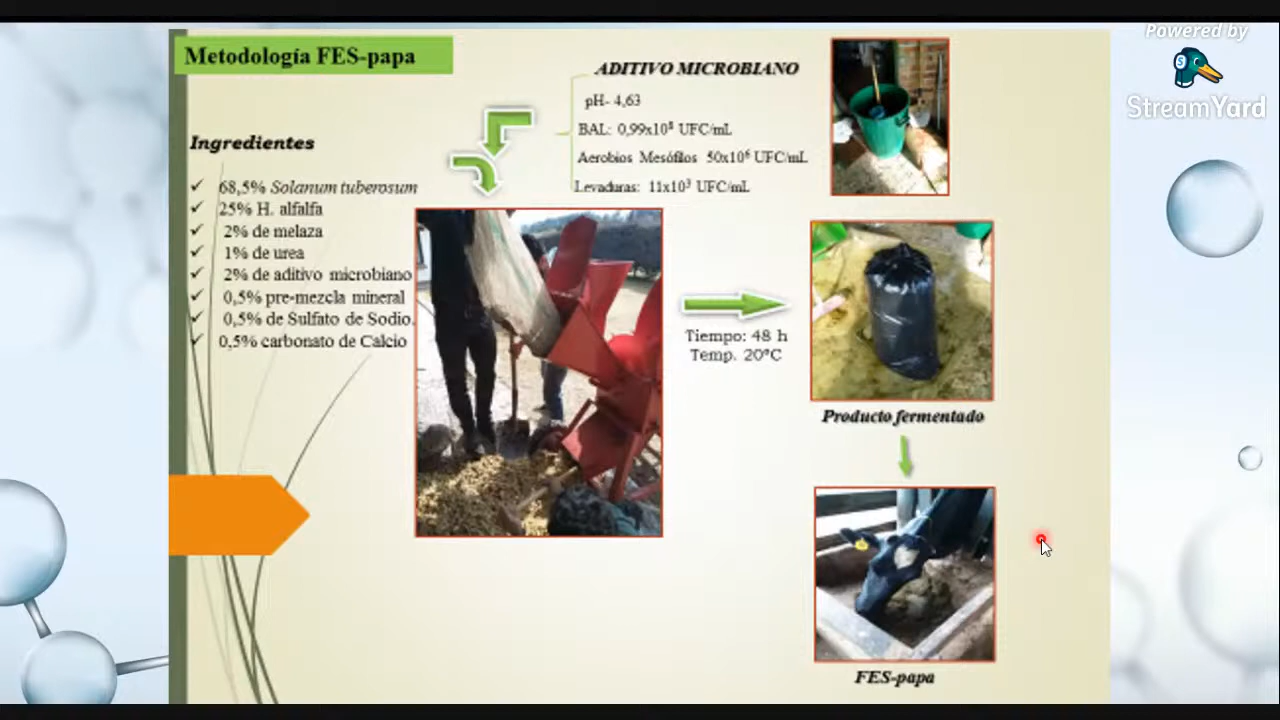 Powered by
StreamYard
Metodología FES-papa
ADITIVO MICROBIANO
pH- 4,63
BAL: 0,99x10⁸ UFC/mL
Aerobios Mesófilos 50x10⁶ UFC/mL
Levaduras: 11x10³ UFC/mL
Ingredientes
✓ 68,5% Solanum tuberosum
✓ 25% H. alfalfa
✓ 2% de melaza
✓ 1% de urea
✓ 2% de aditivo microbiano
✓ 0,5% pre-mezcla mineral
✓ 0,5% de Sulfato de Sodio.
✓ 0,5% carbonato de Calcio
Tiempo: 48 h
Temp. 20°C
Producto fermentado
FES-papa